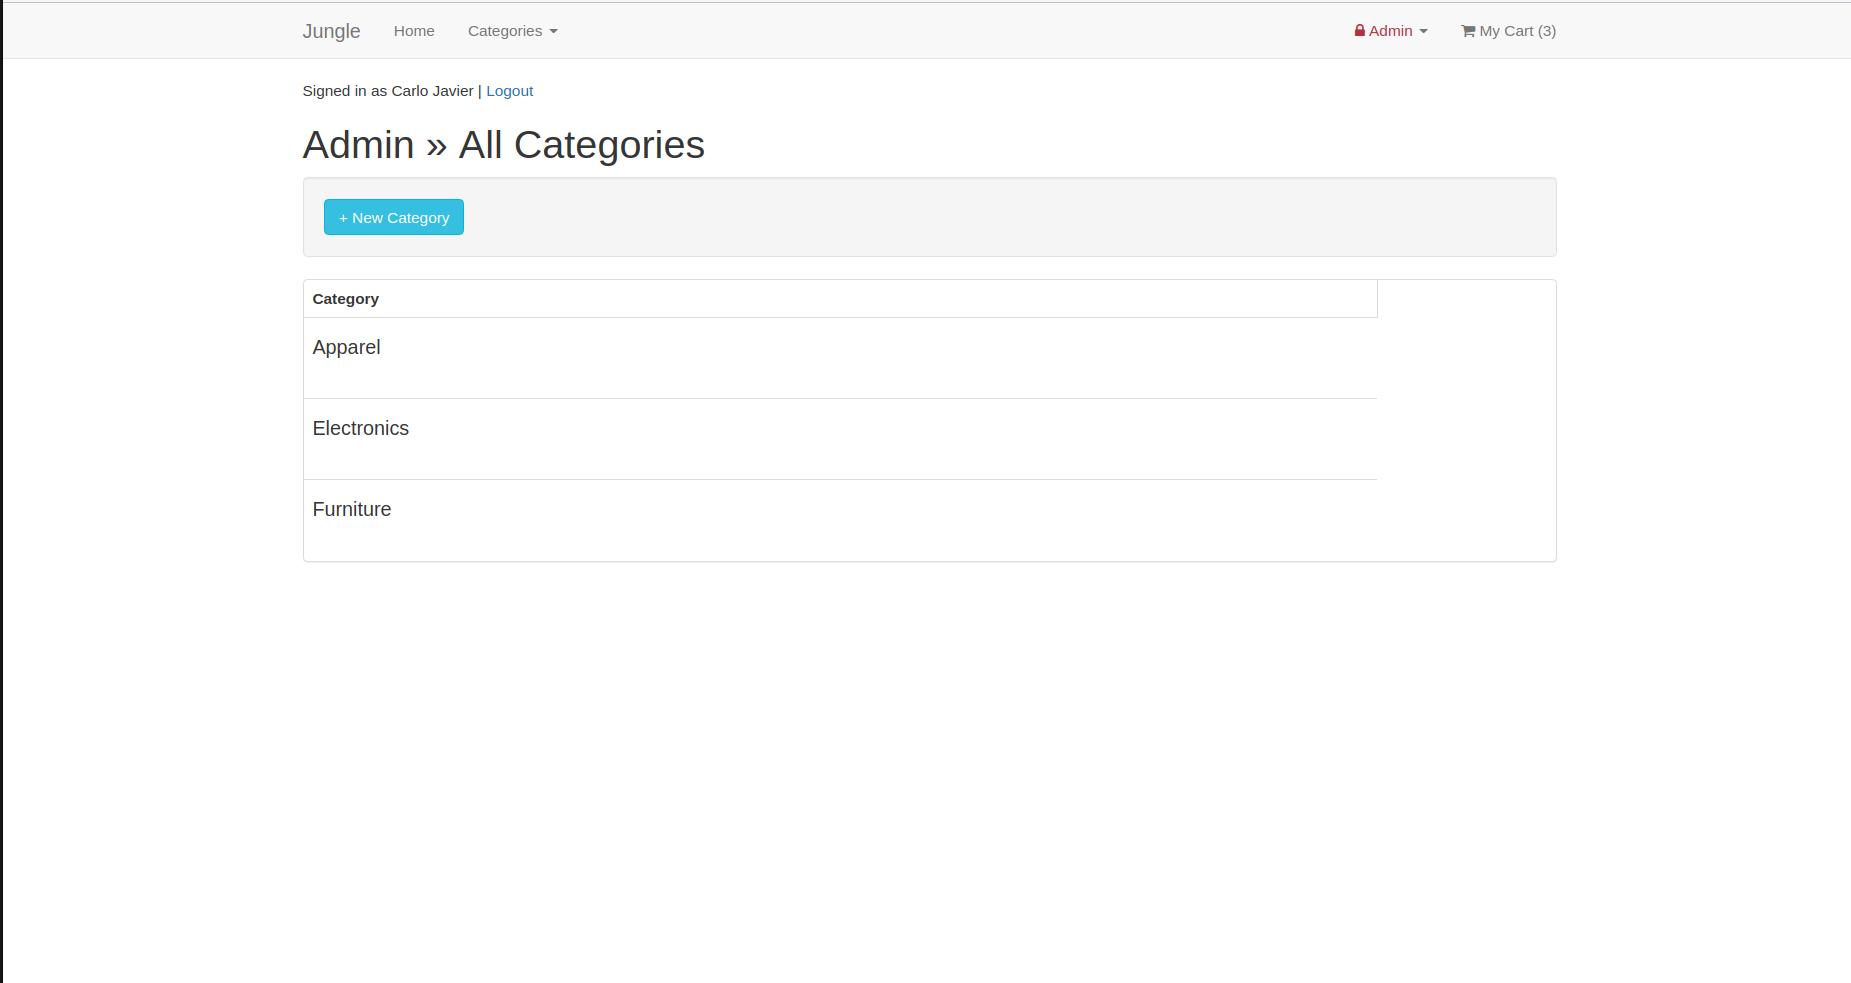 Jungle Home Categories Admin My Cart (3)
Signed in as Carlo Javier | Logout
Admin » All Categories
+ New Category
Category
Apparel
Electronics
Furniture